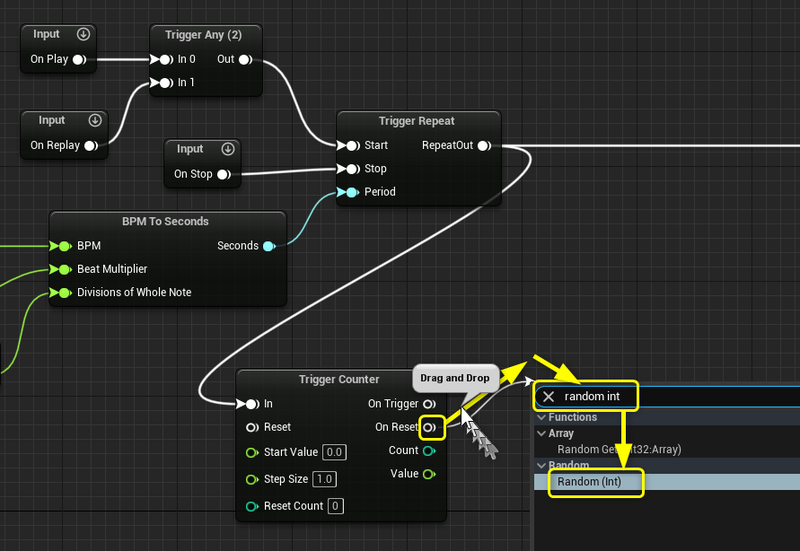 Input
On Play
Trigger Any (2)
In 0
Out
In 1
Input
On Replay
Input
On Stop
Trigger Repeat
Start
RepeatOut
Stop
Period
BPM To Seconds
BPM
Seconds
Beat Multiplier
Divisions of Whole Note
Trigger Counter
In
On Trigger
Reset
On Reset
Start Value 0.0
Count
Step Size 1.0
Value
Reset Count 0
Drag and Drop
random int
Functions
Array
Random Get Int32:Array)
Random
Random (Int)